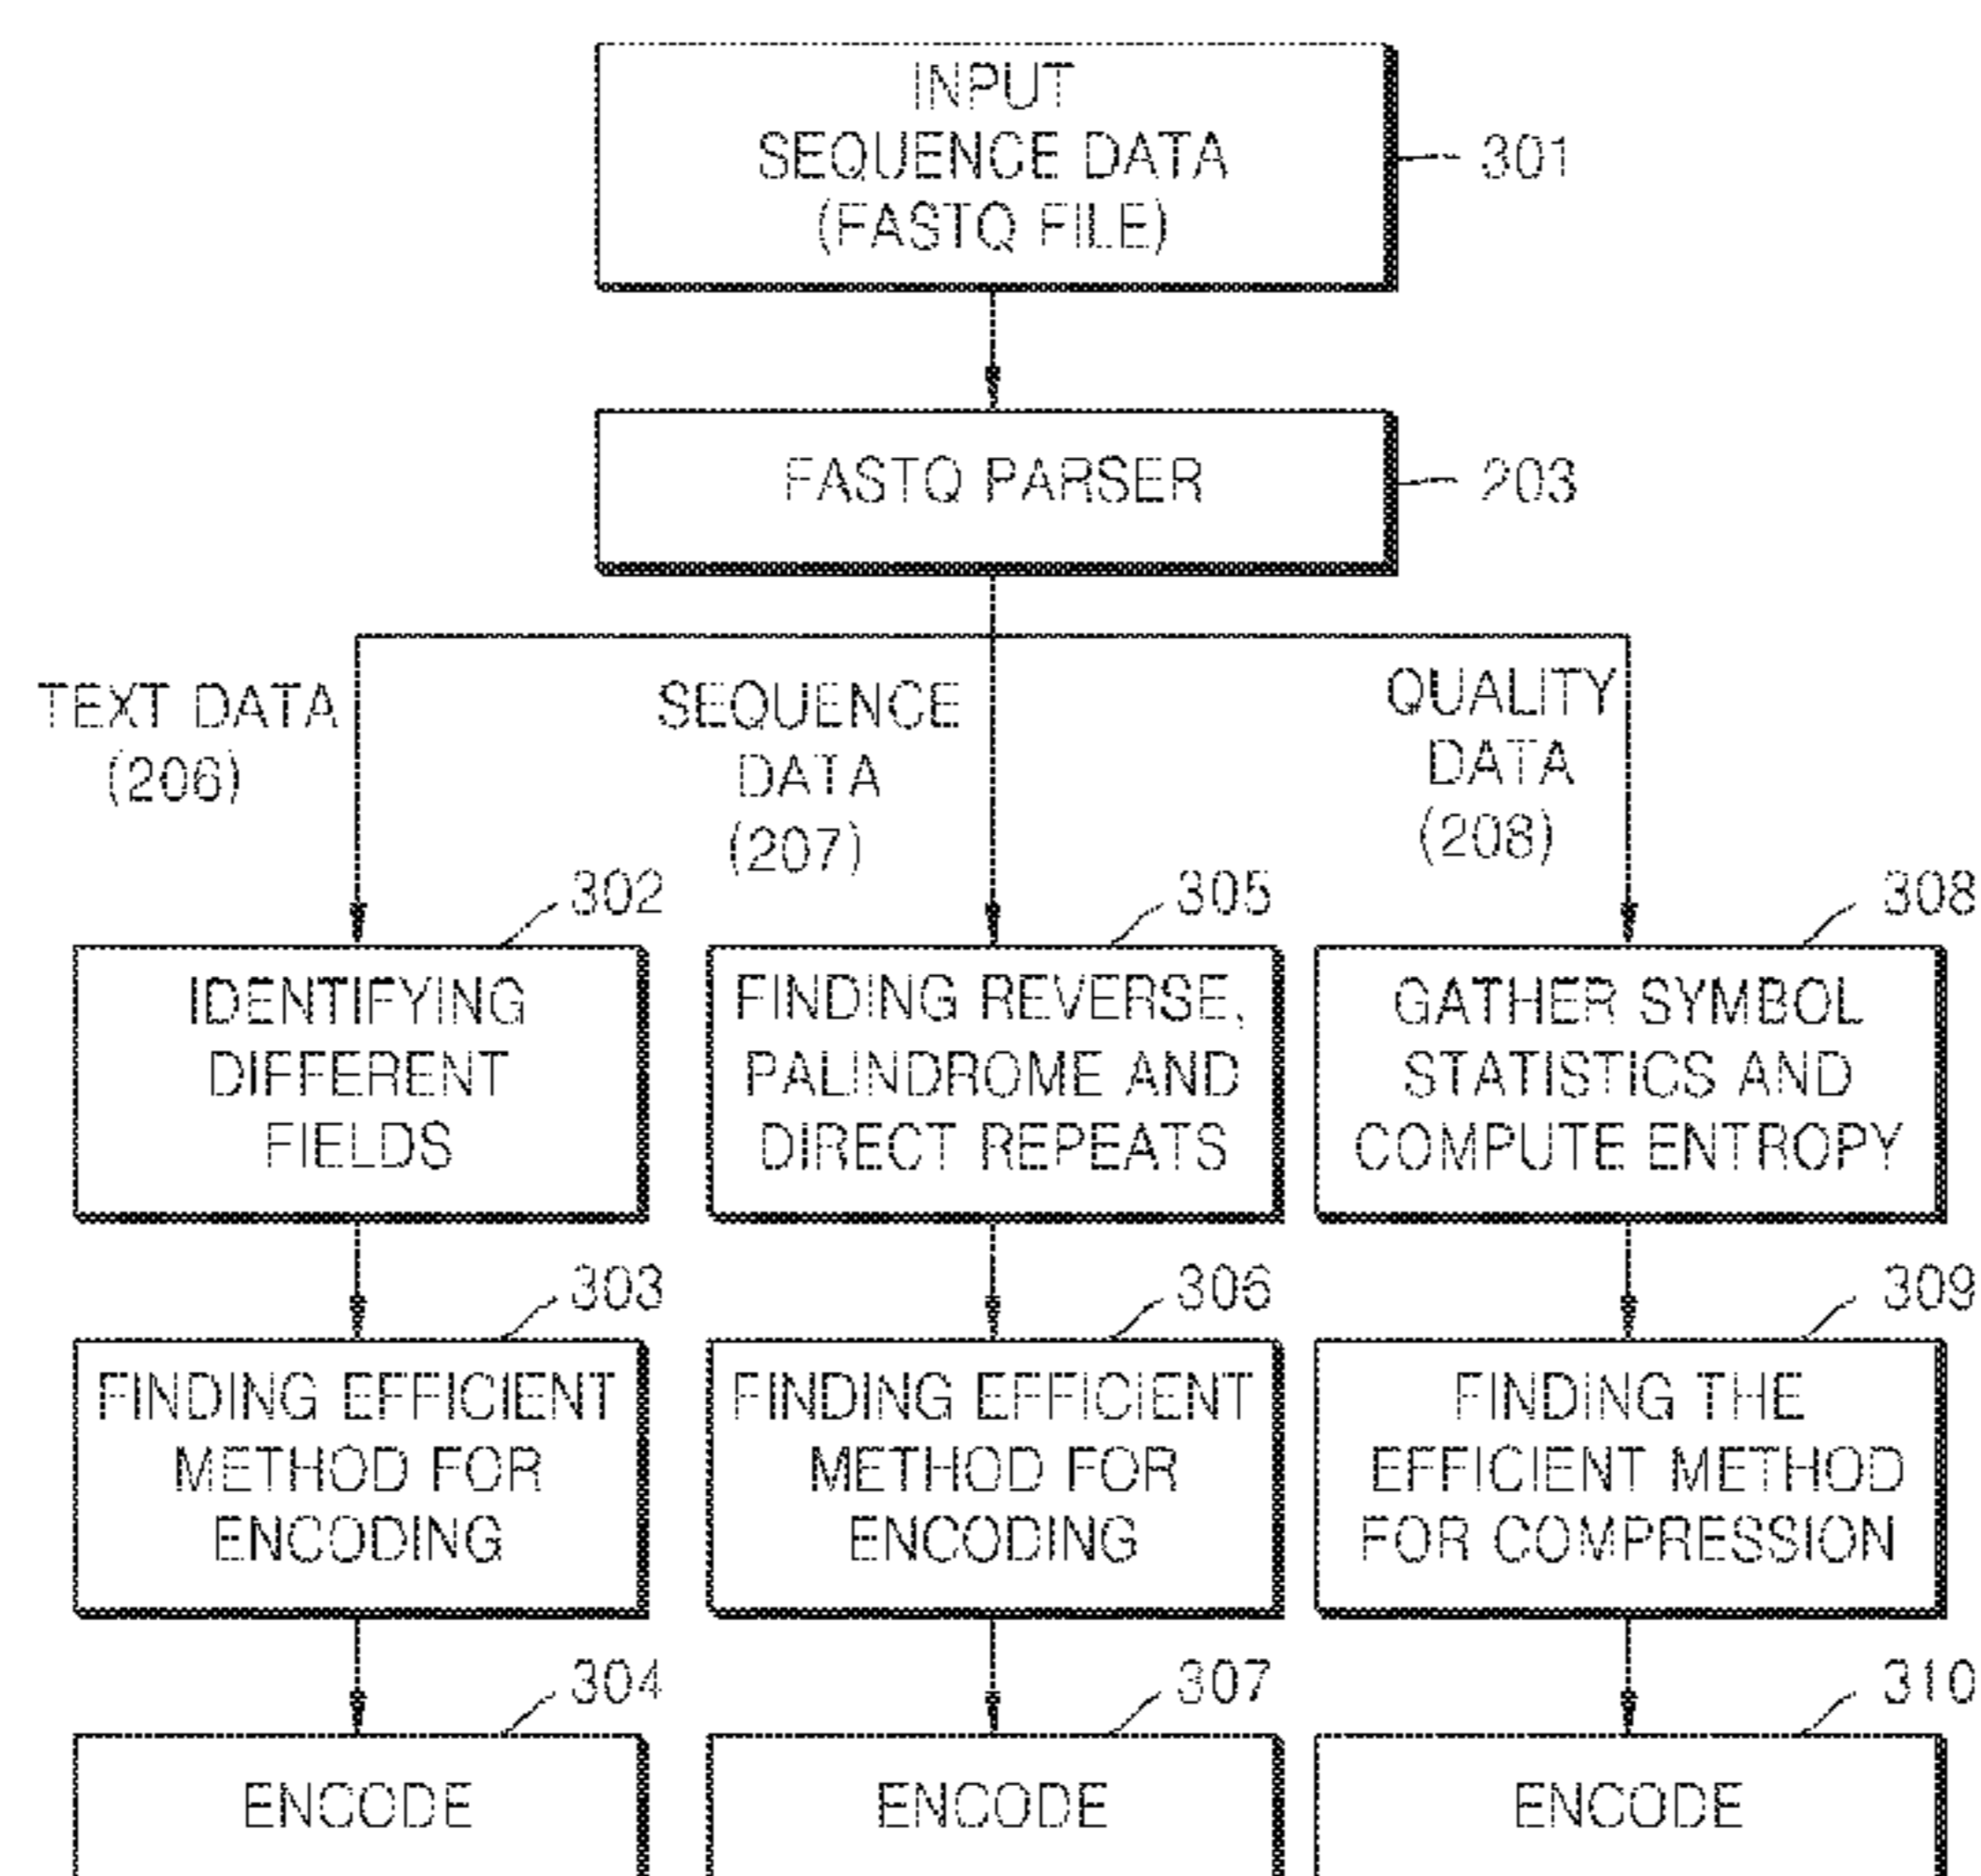 INPUT
SEQUENCE DATA
(FASTQ FILE)
301
FASTQ PARSER
203
TEXT DATA
(206)
SEQUENCE
DATA
(207)
QUALITY
DATA
(208)
302
IDENTIFYING
DIFFERENT
FIELDS
305
FINDING REVERSE,
PALINDROME AND
DIRECT REPEATS
308
GATHER SYMBOL
STATISTICS AND
COMPUTE ENTROPY
303
FINDING EFFICIENT
METHOD FOR
ENCODING
306
FINDING EFFICIENT
METHOD FOR
ENCODING
309
FINDING THE
EFFICIENT METHOD
FOR COMPRESSION
304
ENCODE
307
ENCODE
310
ENCODE